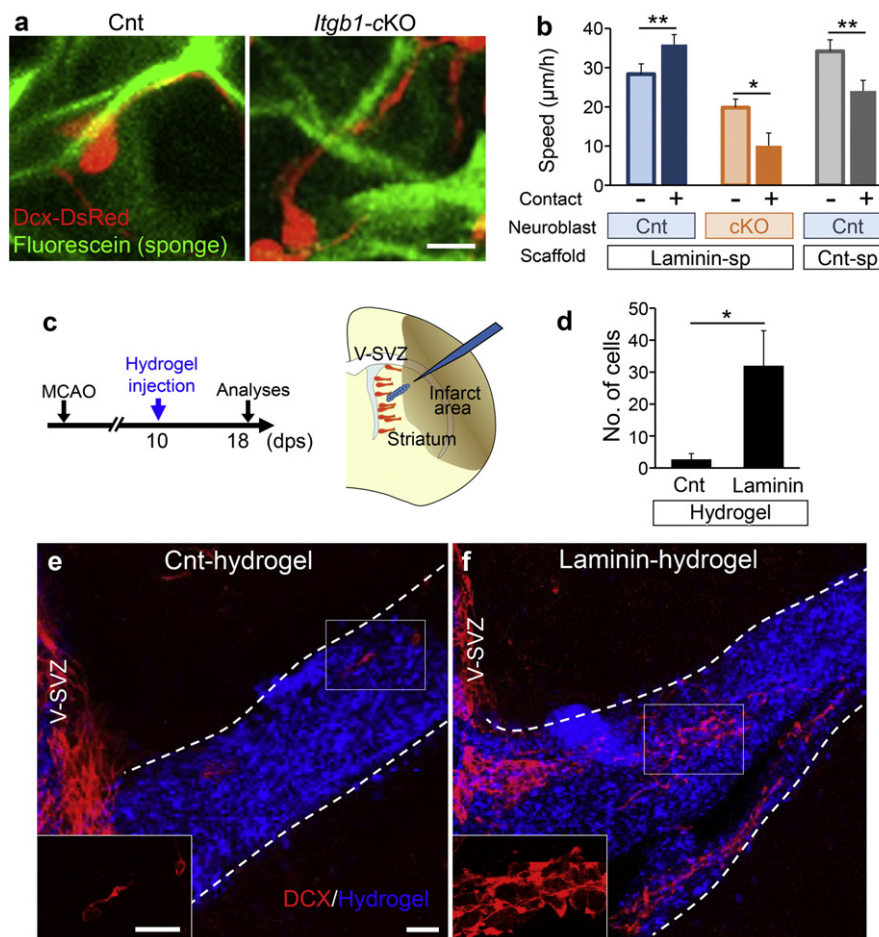 a
Cnt
Itgb1-cKO
Dcx-DsRed
Fluorescein (sponge)
b
Speed (µm/h)
40
30
20
10
0
**
*
**
Contact - + - + - +
Neuroblast Cnt cKO Cnt
Scaffold Laminin-sp Cnt-sp
c
MCAO
Hydrogel
injection
Analyses
10
18
(dps)
V-SVZ
Infarct
area
Striatum
d
No. of cells
50
40
30
20
10
0
*
Cnt Laminin
Hydrogel
e
Cnt-hydrogel
V-SVZ
DCX/Hydrogel
f
Laminin-hydrogel
V-SVZ